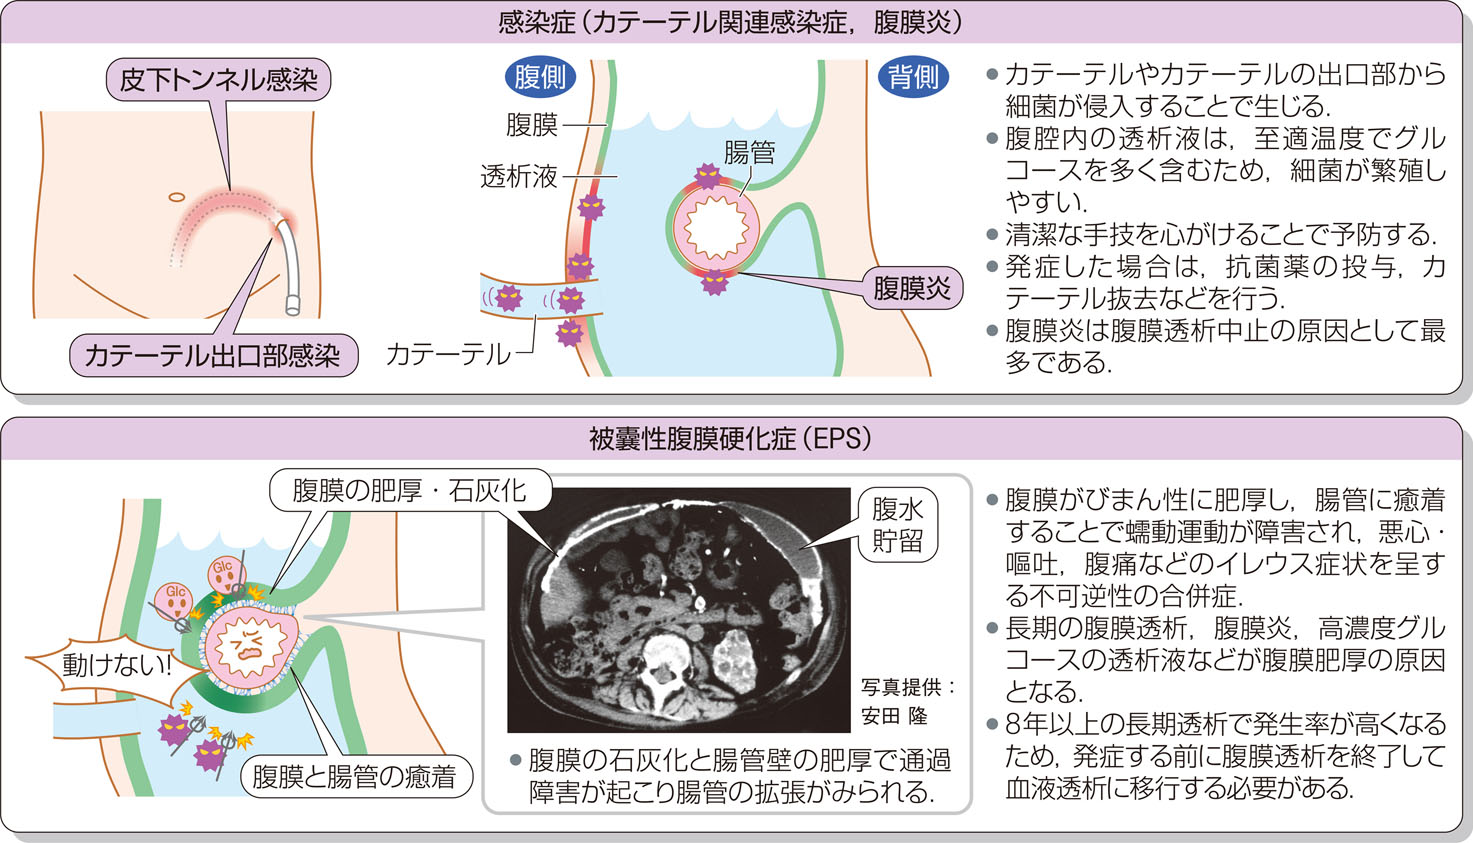 感染症(カテーテル関連感染症,腹膜炎)
皮下トンネル感染
カテーテル出口部感染
腹側
背側
腹膜
透析液
腸管
腹膜炎
カテーテル
●カテーテルやカテーテルの出口部から
細菌が侵入することで生じる.
●腹腔内の透析液は,至適温度でグル
コースを多く含むため,細菌が繁殖し
やすい.
●清潔な手技を心がけることで予防する.
●発症した場合は,抗菌薬の投与,カ
テーテル抜去などを行う.
●腹膜炎は腹膜透析中止の原因として最
多である.
被囊性腹膜硬化症(EPS)
腹膜の肥厚・石灰化
Glc
Glc
動けない!
腹膜と腸管の癒着
腹水
貯留
写真提供:
安田 隆
●腹膜の石灰化と腸管壁の肥厚で通過
障害が起こり腸管の拡張がみられる.
●腹膜がびまん性に肥厚し,腸管に癒着
することで蠕動運動が障害され,悪心・
嘔吐,腹痛などのイレウス症状を呈す
る不可逆性の合併症.
●長期の腹膜透析,腹膜炎,高濃度グル
コースの透析液などが腹膜肥厚の原因
となる.
●8年以上の長期透析で発生率が高くなる
ため,発症する前に腹膜透析を終了して
血液透析に移行する必要がある.